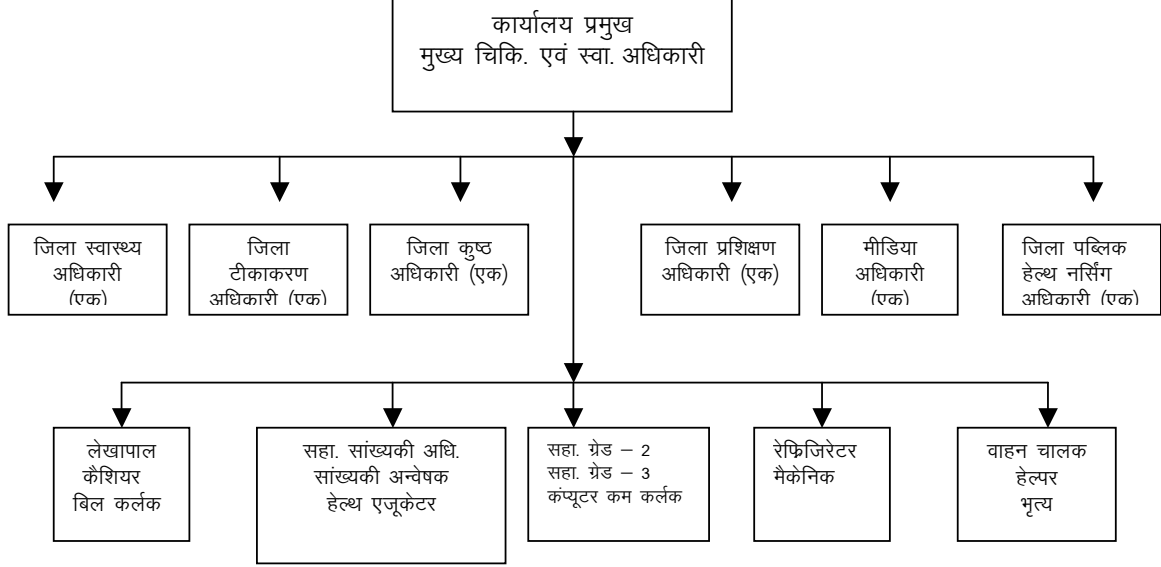 कार्यालय प्रमुख
मुख्य चिकि. एवं स्वा. अधिकारी
जिला स्वास्थ्य
अधिकारी
(एक)
जिला
टीकाकरण
अधिकारी (एक)
जिला कुष्ठ
अधिकारी (एक)
जिला प्रशिक्षण
अधिकारी (एक)
मीडिया
अधिकारी
(एक)
जिला पब्लिक
हेल्थ नर्सिंग
अधिकारी (एक)
लेखापाल
कैशियर
बिल कर्लक
सहा. सांख्यकी अधि.
सांख्यकी अन्वेषक
हेल्थ एजूकेटर
सहा. ग्रेड – 2
सहा. ग्रेड – 3
कंप्यूटर कम कर्लक
रेफ्रिजिरेटर
मैकेनिक
वाहन चालक
हेल्पर
भृत्य